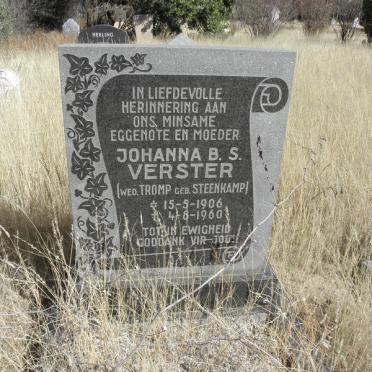 HERLING
IN LIEFDEVOLLE
HERINNERING AAN
ONS MINSAME
EGGENOTE EN MOEDER
JOHANNA B. S.
VERSTER
(WED. TROMP GEB. STEENKAMP)
☆ 15-5-1906
✝ 4-8-1960
TOT IN EWIGHEID
GODDANK VIR JOU